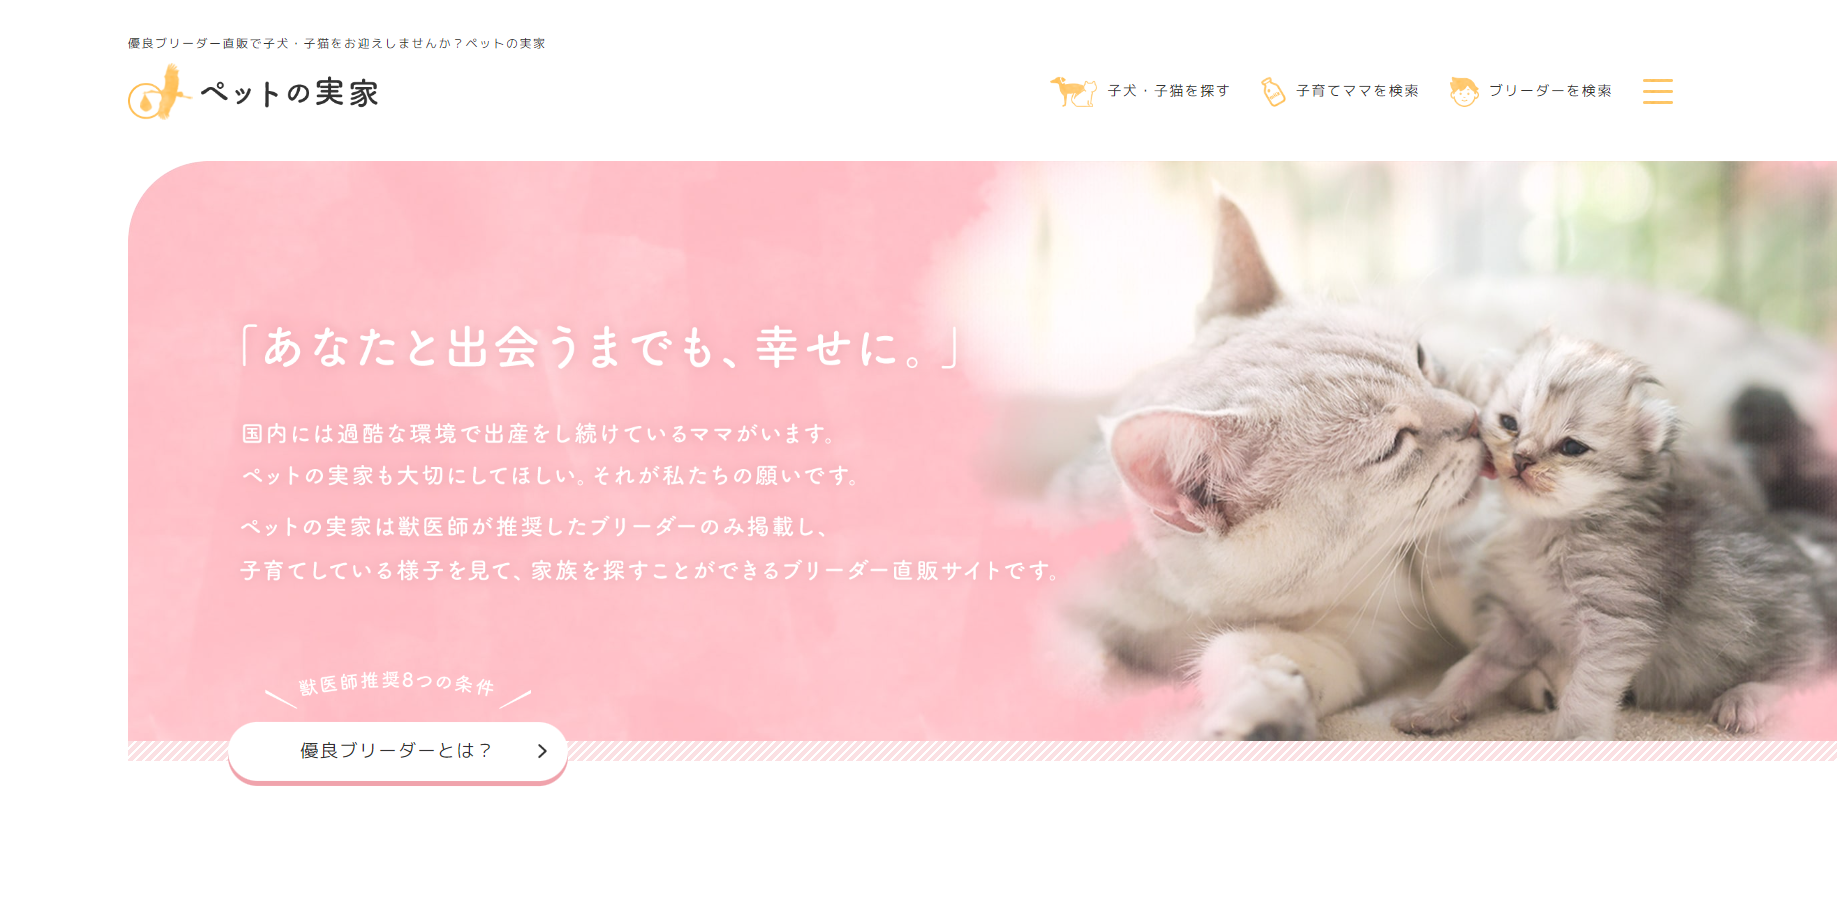 優良ブリーダー直販で子犬・子猫をお迎えしませんか？ペットの実家
ペットの実家
子犬・子猫を探す
子育てママを検索
ブリーダーを検索
「あなたと出会うまでも、幸せに。」
国内には過酷な環境で出産をし続けているママがいます。
ペットの実家も大切にしてほしい。それが私たちの願いです。
ペットの実家は獣医師が推奨したブリーダーのみ掲載し、
子育てしている様子を見て、家族を探すことができるブリーダー直販サイトです。
獣医師推奨8つの条件
優良ブリーダーとは？